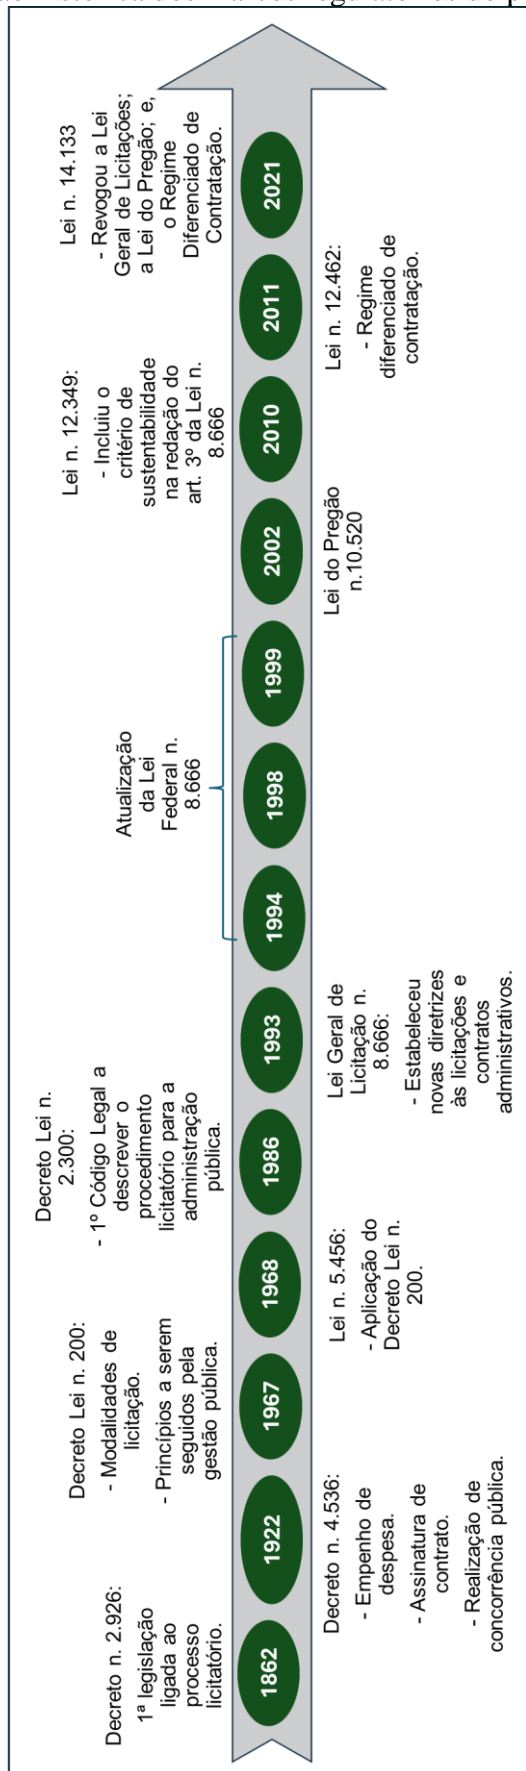 Decreto n. 2.926:
1ª legislação
ligada ao
processo
licitatório.
1862
1922
Decreto n. 4.536:
- Empenho de
despesa.
- Assinatura de
contrato.
- Realização de
concorrência pública.
Decreto Lei n. 200:
- Modalidades de
licitação.
- Princípios a serem
seguidos pela
gestão pública.
1967
1968
Lei n. 5.456:
- Aplicação do
Decreto Lei n.
200.
Decreto Lei n.
2.300:
- 1º Código Legal a
descrever o
procedimento
licitatório para a
administração
pública.
1986
1993
Lei Geral de
Licitação n.
8.666:
- Estabeleceu
novas diretrizes
às licitações e
contratos
administrativos.
Atualização
da Lei
Federal n.
8.666
1994
1998
1999
2002
Lei do Pregão
n.10.520
Lei n. 12.349:
- Incluiu o
critério de
sustentabilidade
na redação do
art. 3º da Lei n.
8.666
2010
2011
Lei n. 12.462:
- Regime
diferenciado de
contratação.
Lei n. 14.133
- Revogou a Lei
Geral de Licitações;
a Lei do Pregão; e,
o Regime
Diferenciado de
Contratação.
2021